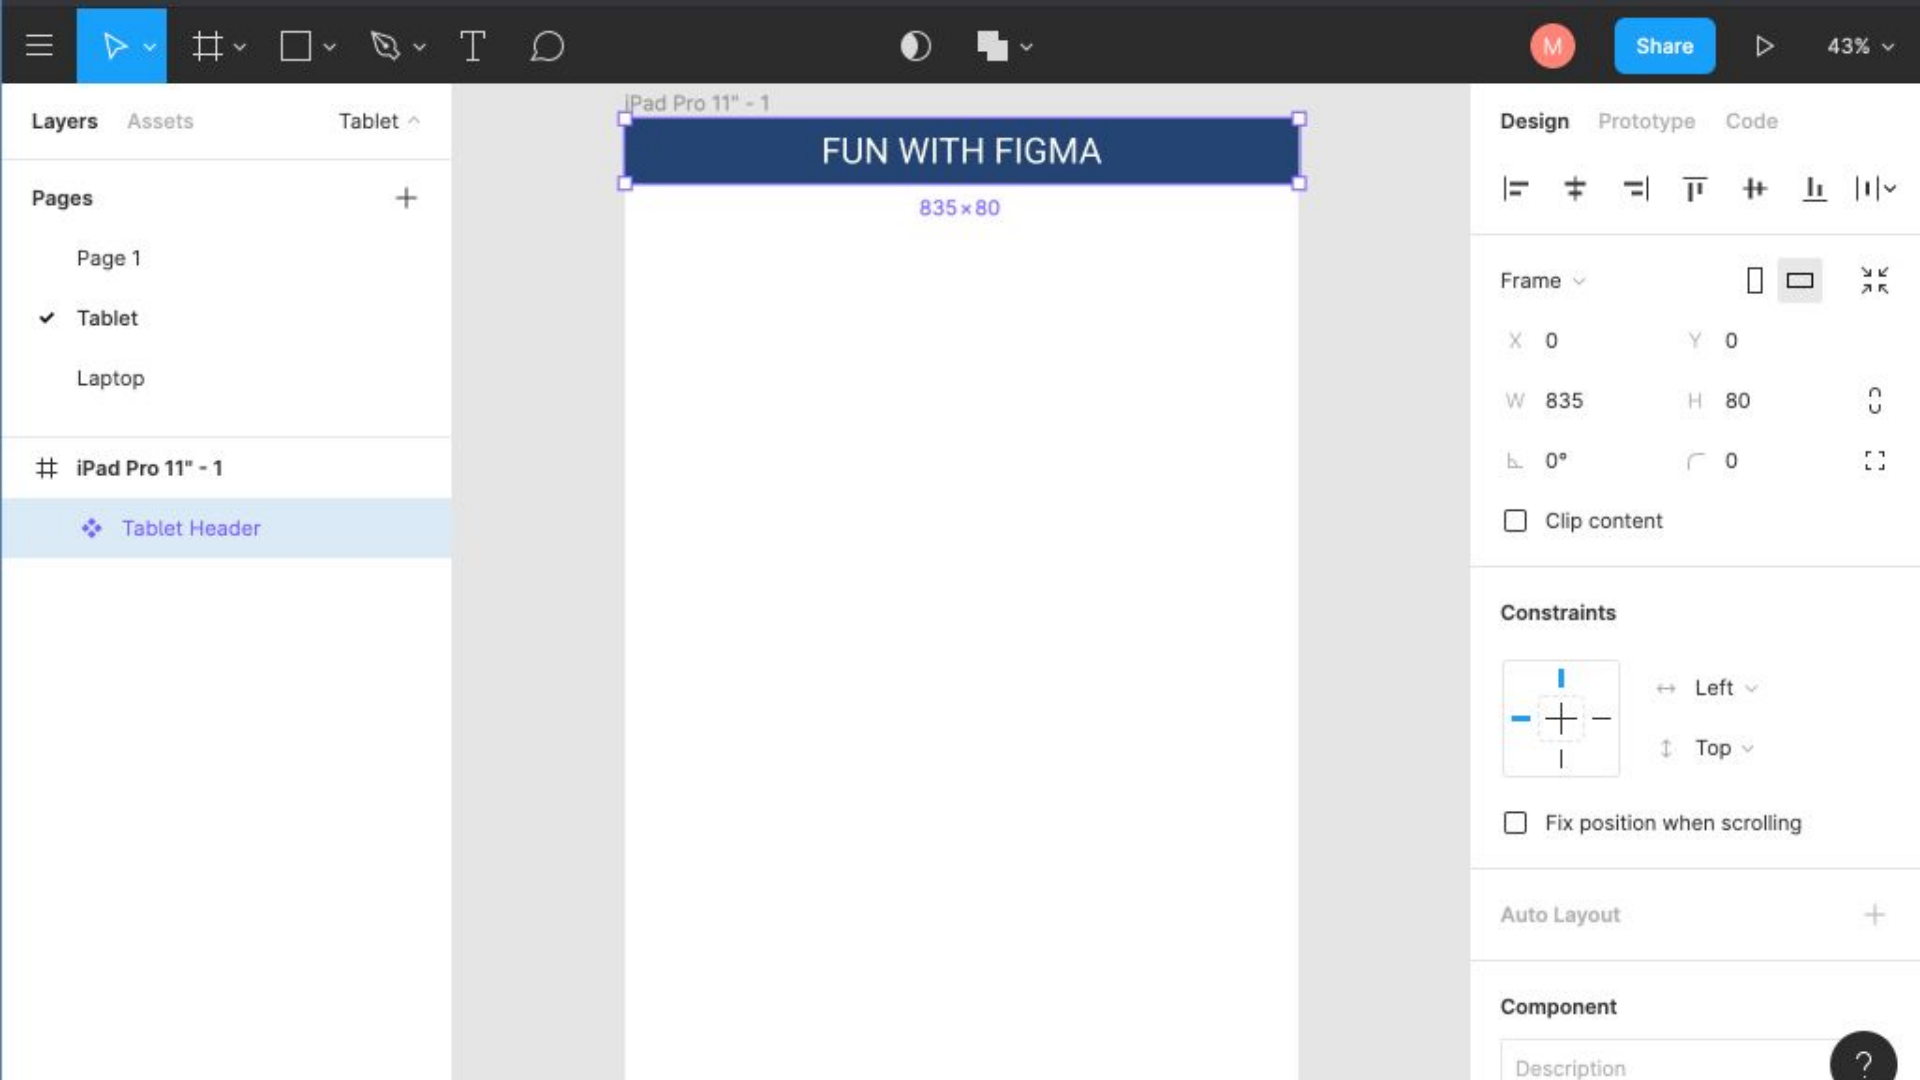 M
Share
43%
Layers
Assets
Tablet
Pages
Page 1
Tablet
Laptop
iPad Pro 11" - 1
Tablet Header
iPad Pro 11" - 1
FUN WITH FIGMA
835 × 80
Design
Prototype
Code
Frame
X 0
Y 0
W 835
H 80
0°
0
Clip content
Constraints
Left
Top
Fix position when scrolling
Auto Layout
Component
Description
?